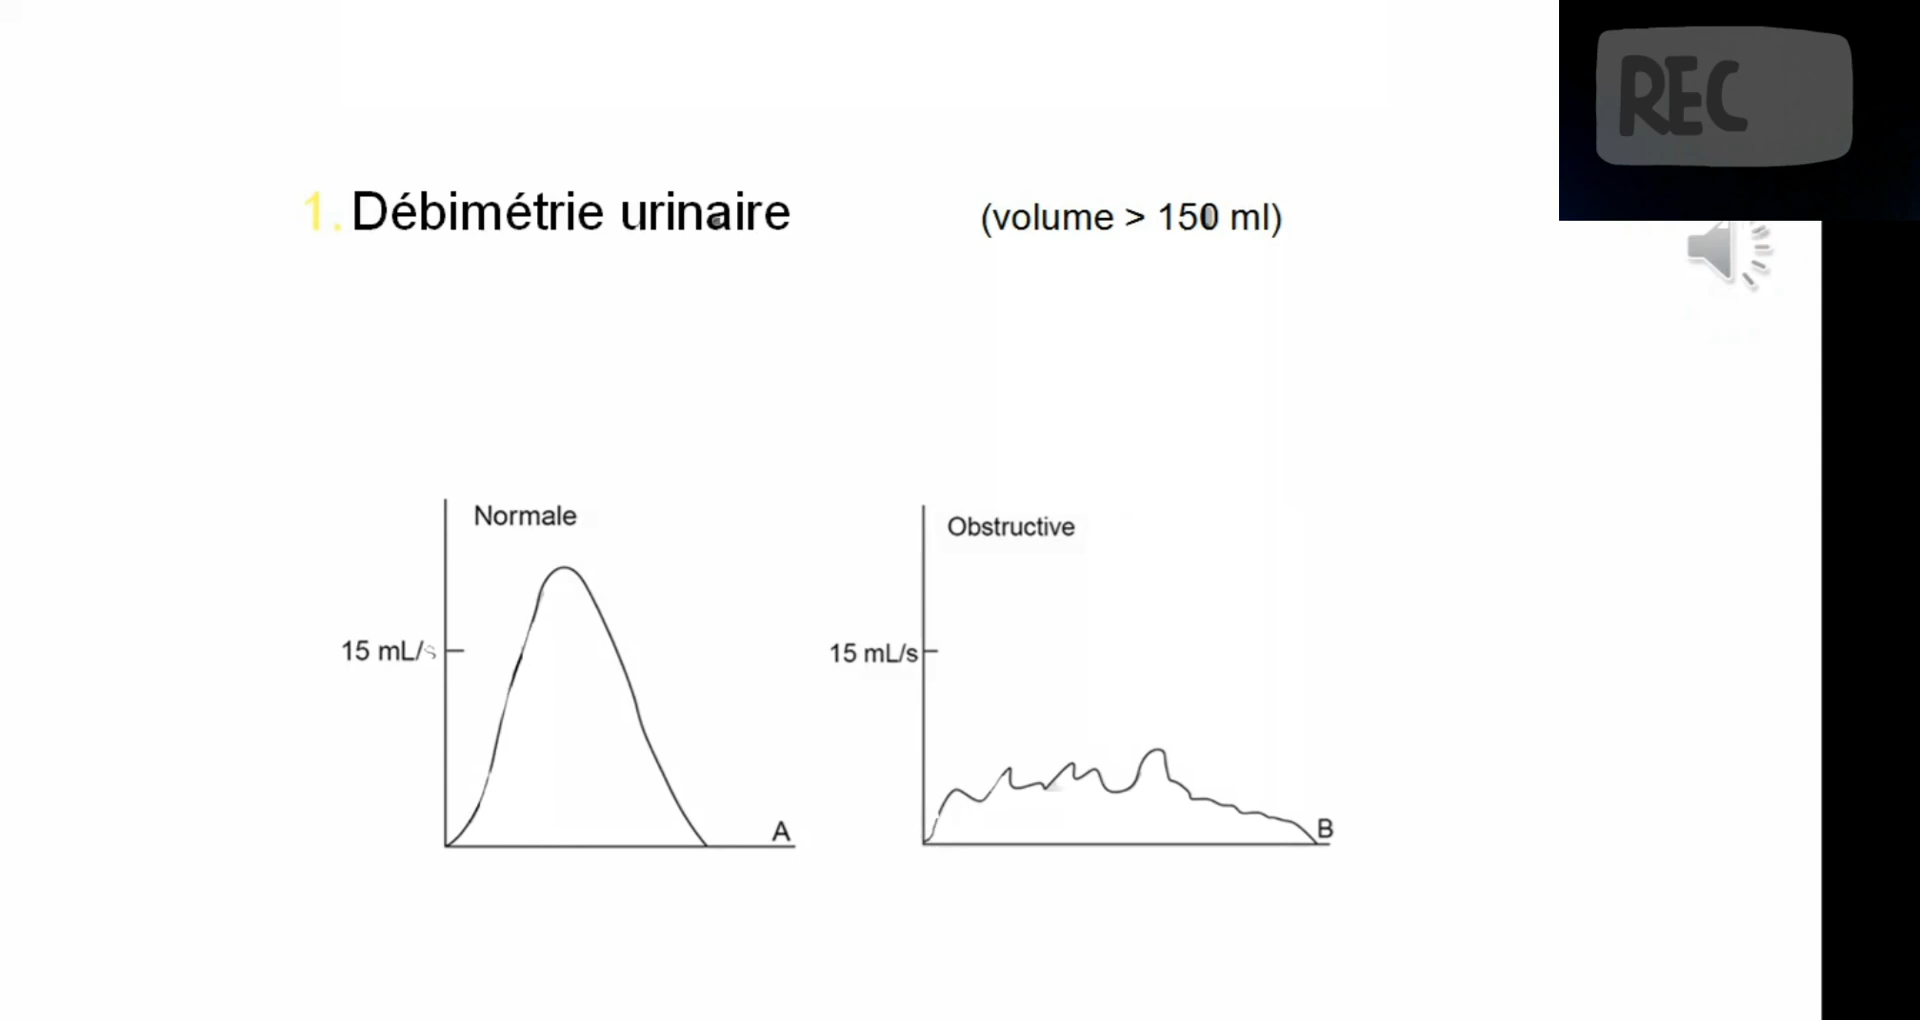 REC
1. Débimétrie urinaire (volume > 150 ml)
Normale
Obstructive
15 mL/s
15 mL/s
A
B